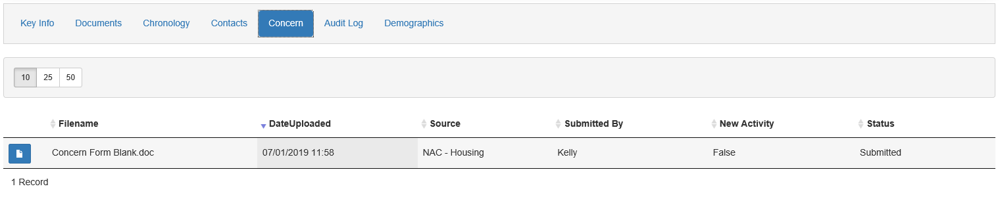 Key Info Documents Chronology Contacts Concern Audit Log Demographics
10 25 50
Filename DateUploaded Source Submitted By New Activity Status
Concern Form Blank.doc 07/01/2019 11:58 NAC - Housing Kelly False Submitted
1 Record